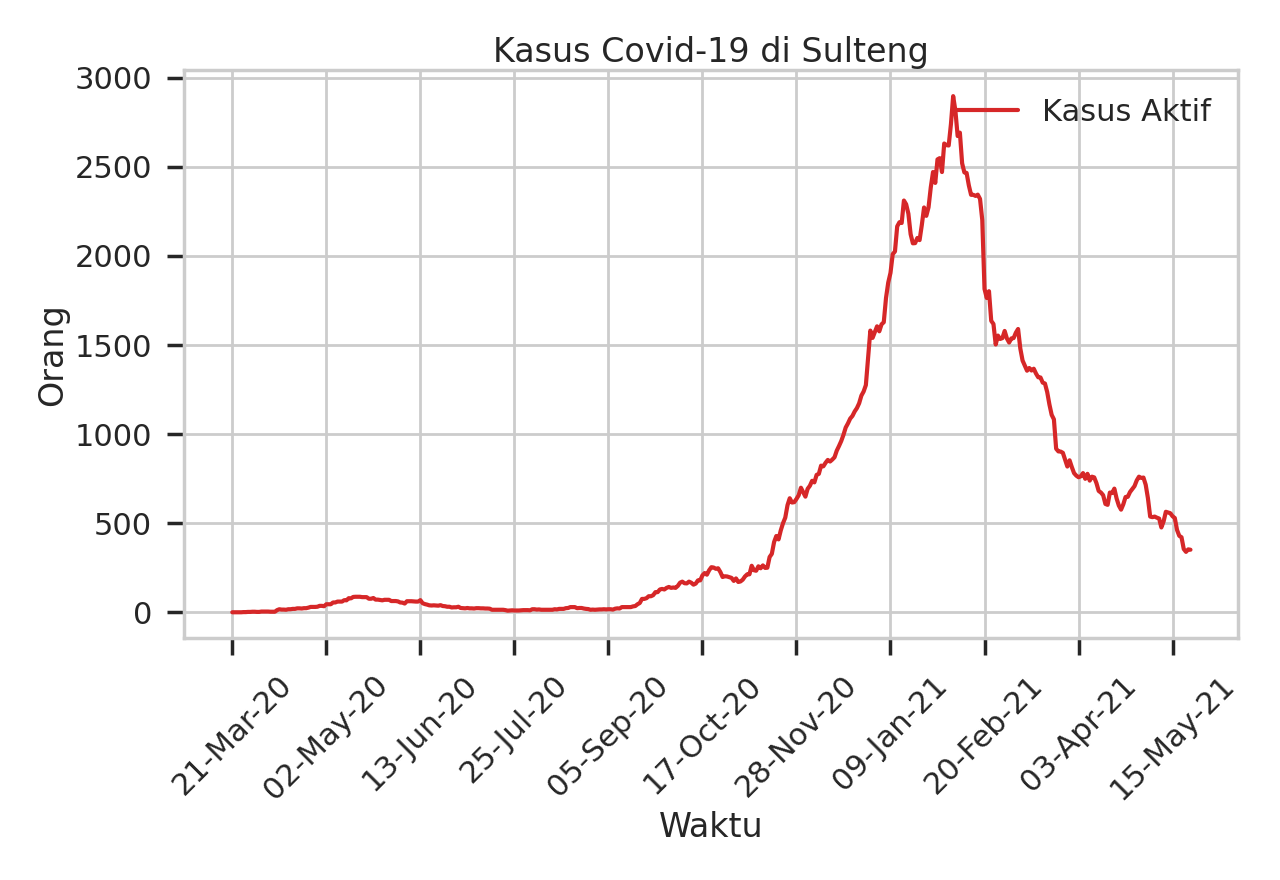 Kasus Covid-19 di Sulteng
Kasus Aktif
3000
2500
2000
1500
1000
500
0
Orang
21-Mar-20
02-May-20
13-Jun-20
25-Jul-20
05-Sep-20
17-Oct-20
28-Nov-20
09-Jan-21
20-Feb-21
03-Apr-21
15-May-21
Waktu